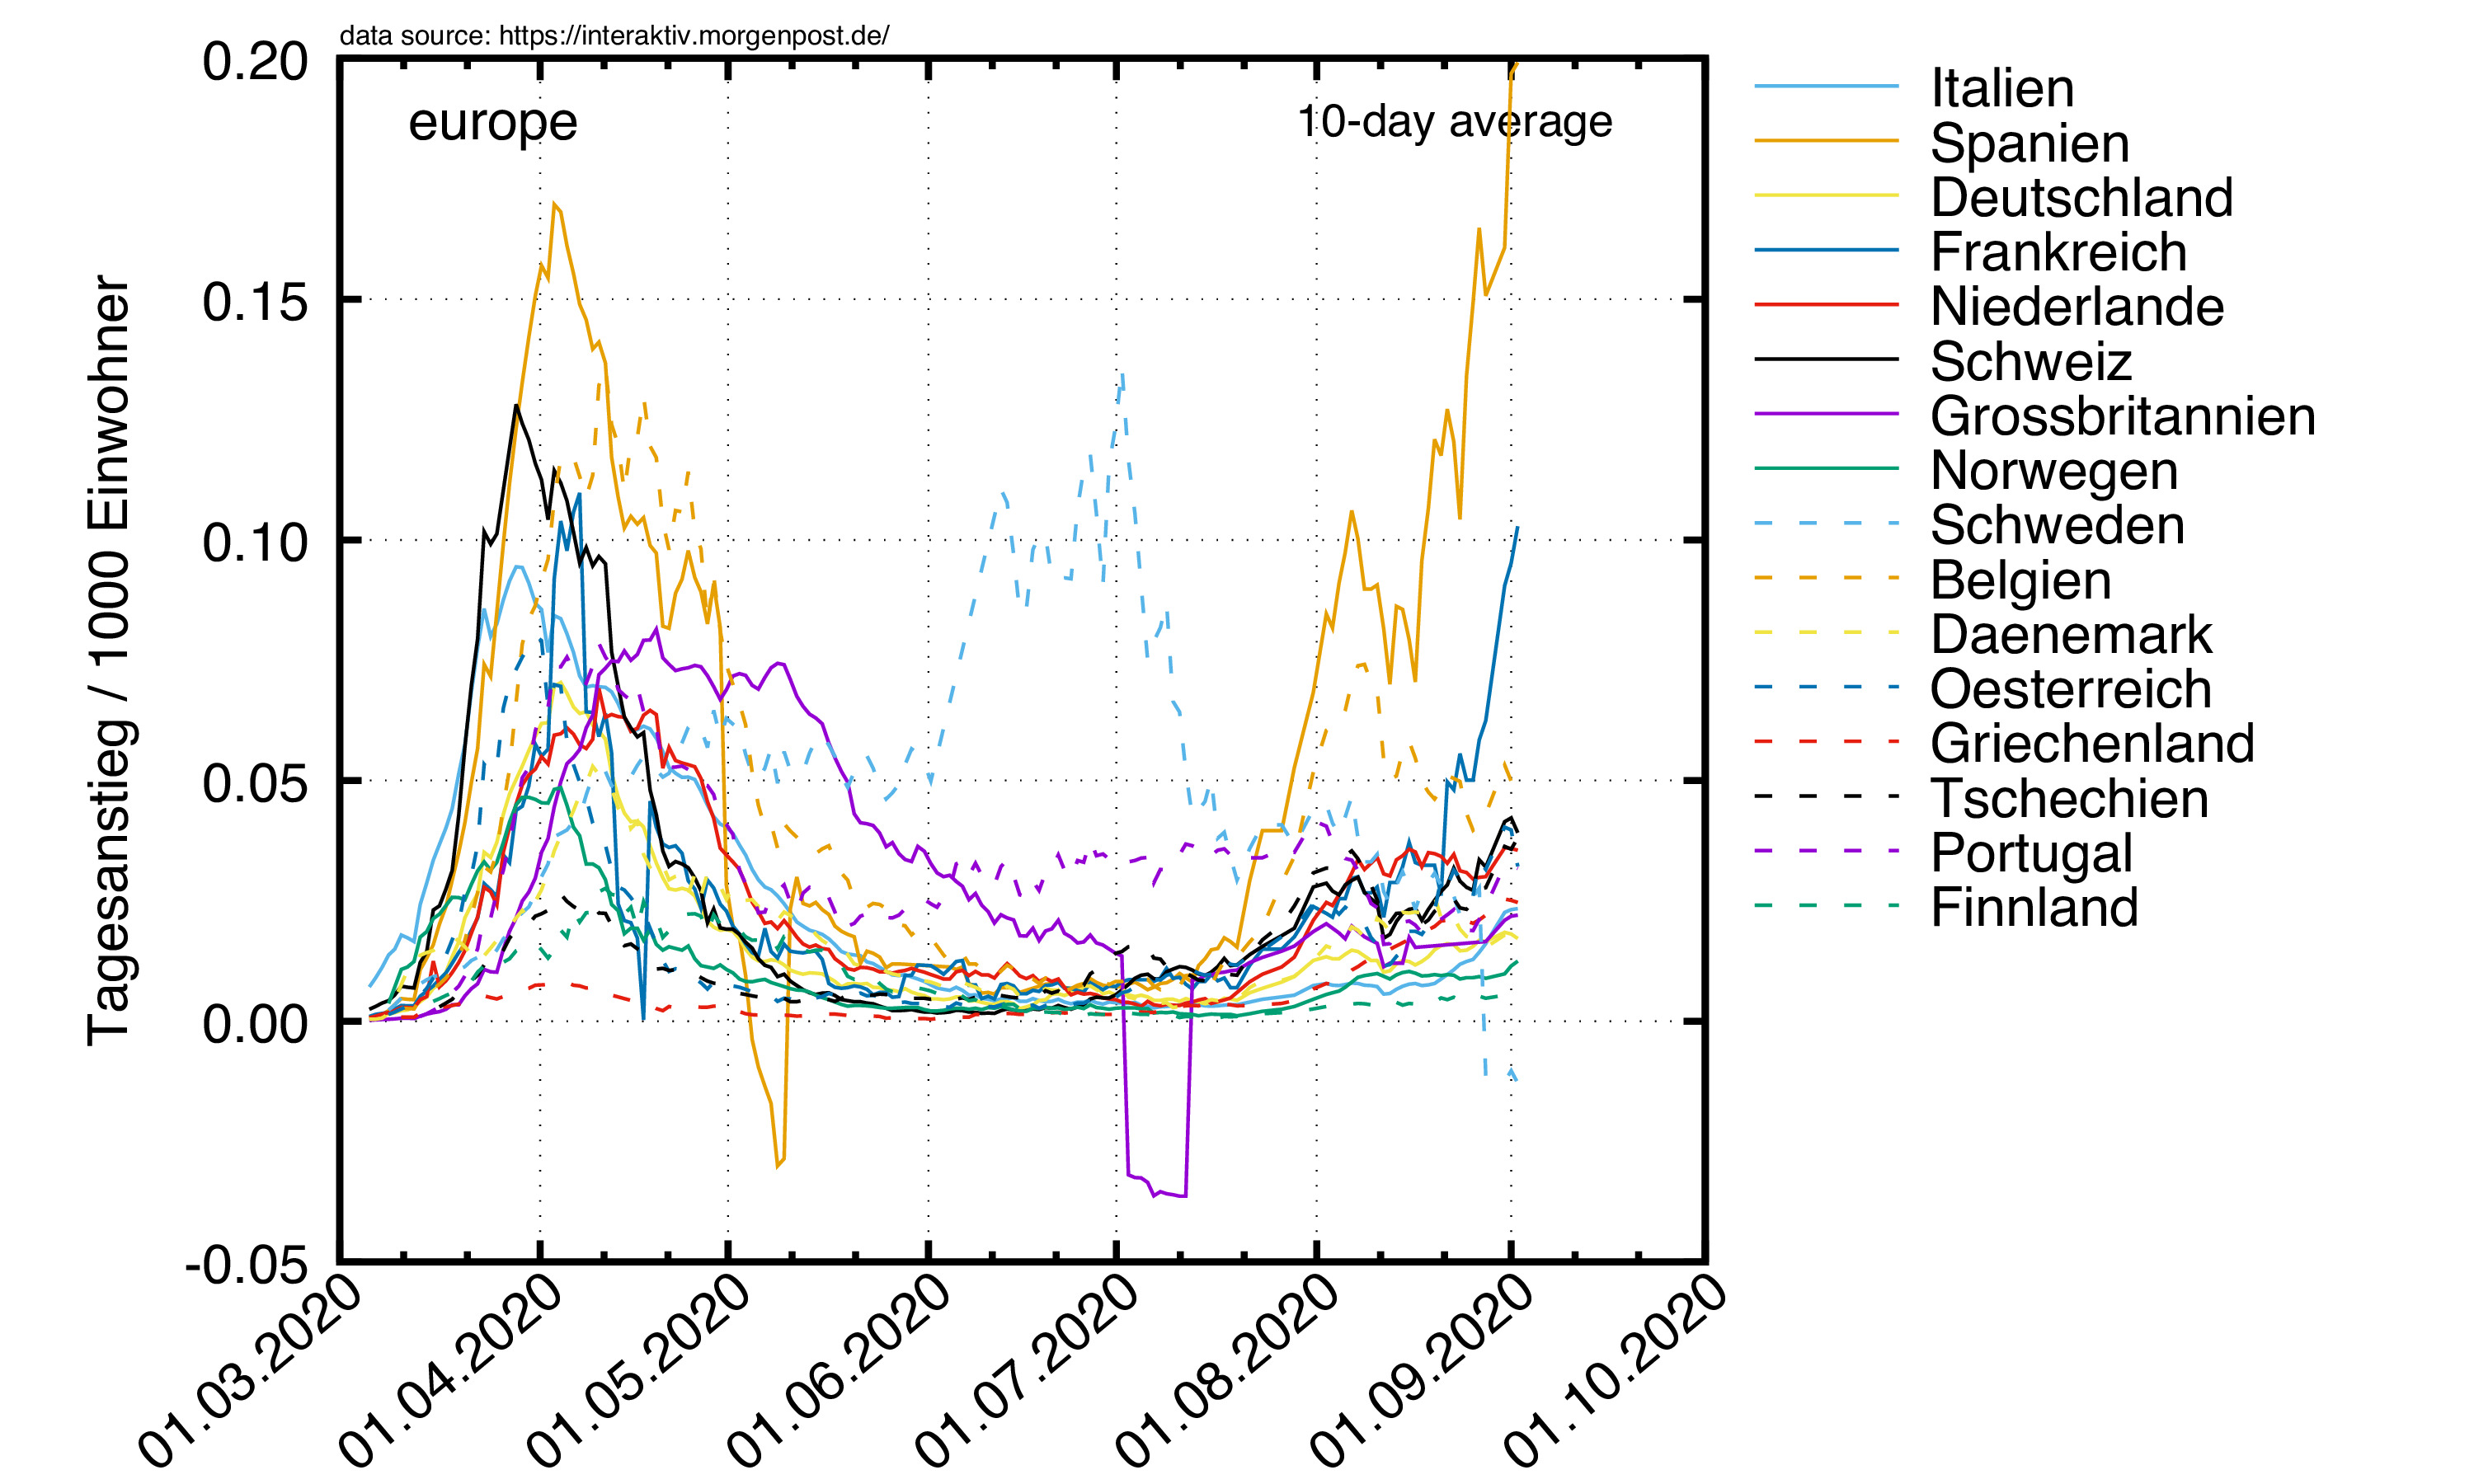 data source: https://interaktiv.morgenpost.de/
europe
10-day average
Tagesanstieg / 1000 Einwohner
0.20
0.15
0.10
0.05
0.00
-0.05
01.03.2020
01.04.2020
01.05.2020
01.06.2020
01.07.2020
01.08.2020
01.09.2020
01.10.2020
Italien
Spanien
Deutschland
Frankreich
Niederlande
Schweiz
Grossbritannien
Norwegen
Schweden
Belgien
Daenemark
Oesterreich
Griechenland
Tschechien
Portugal
Finnland